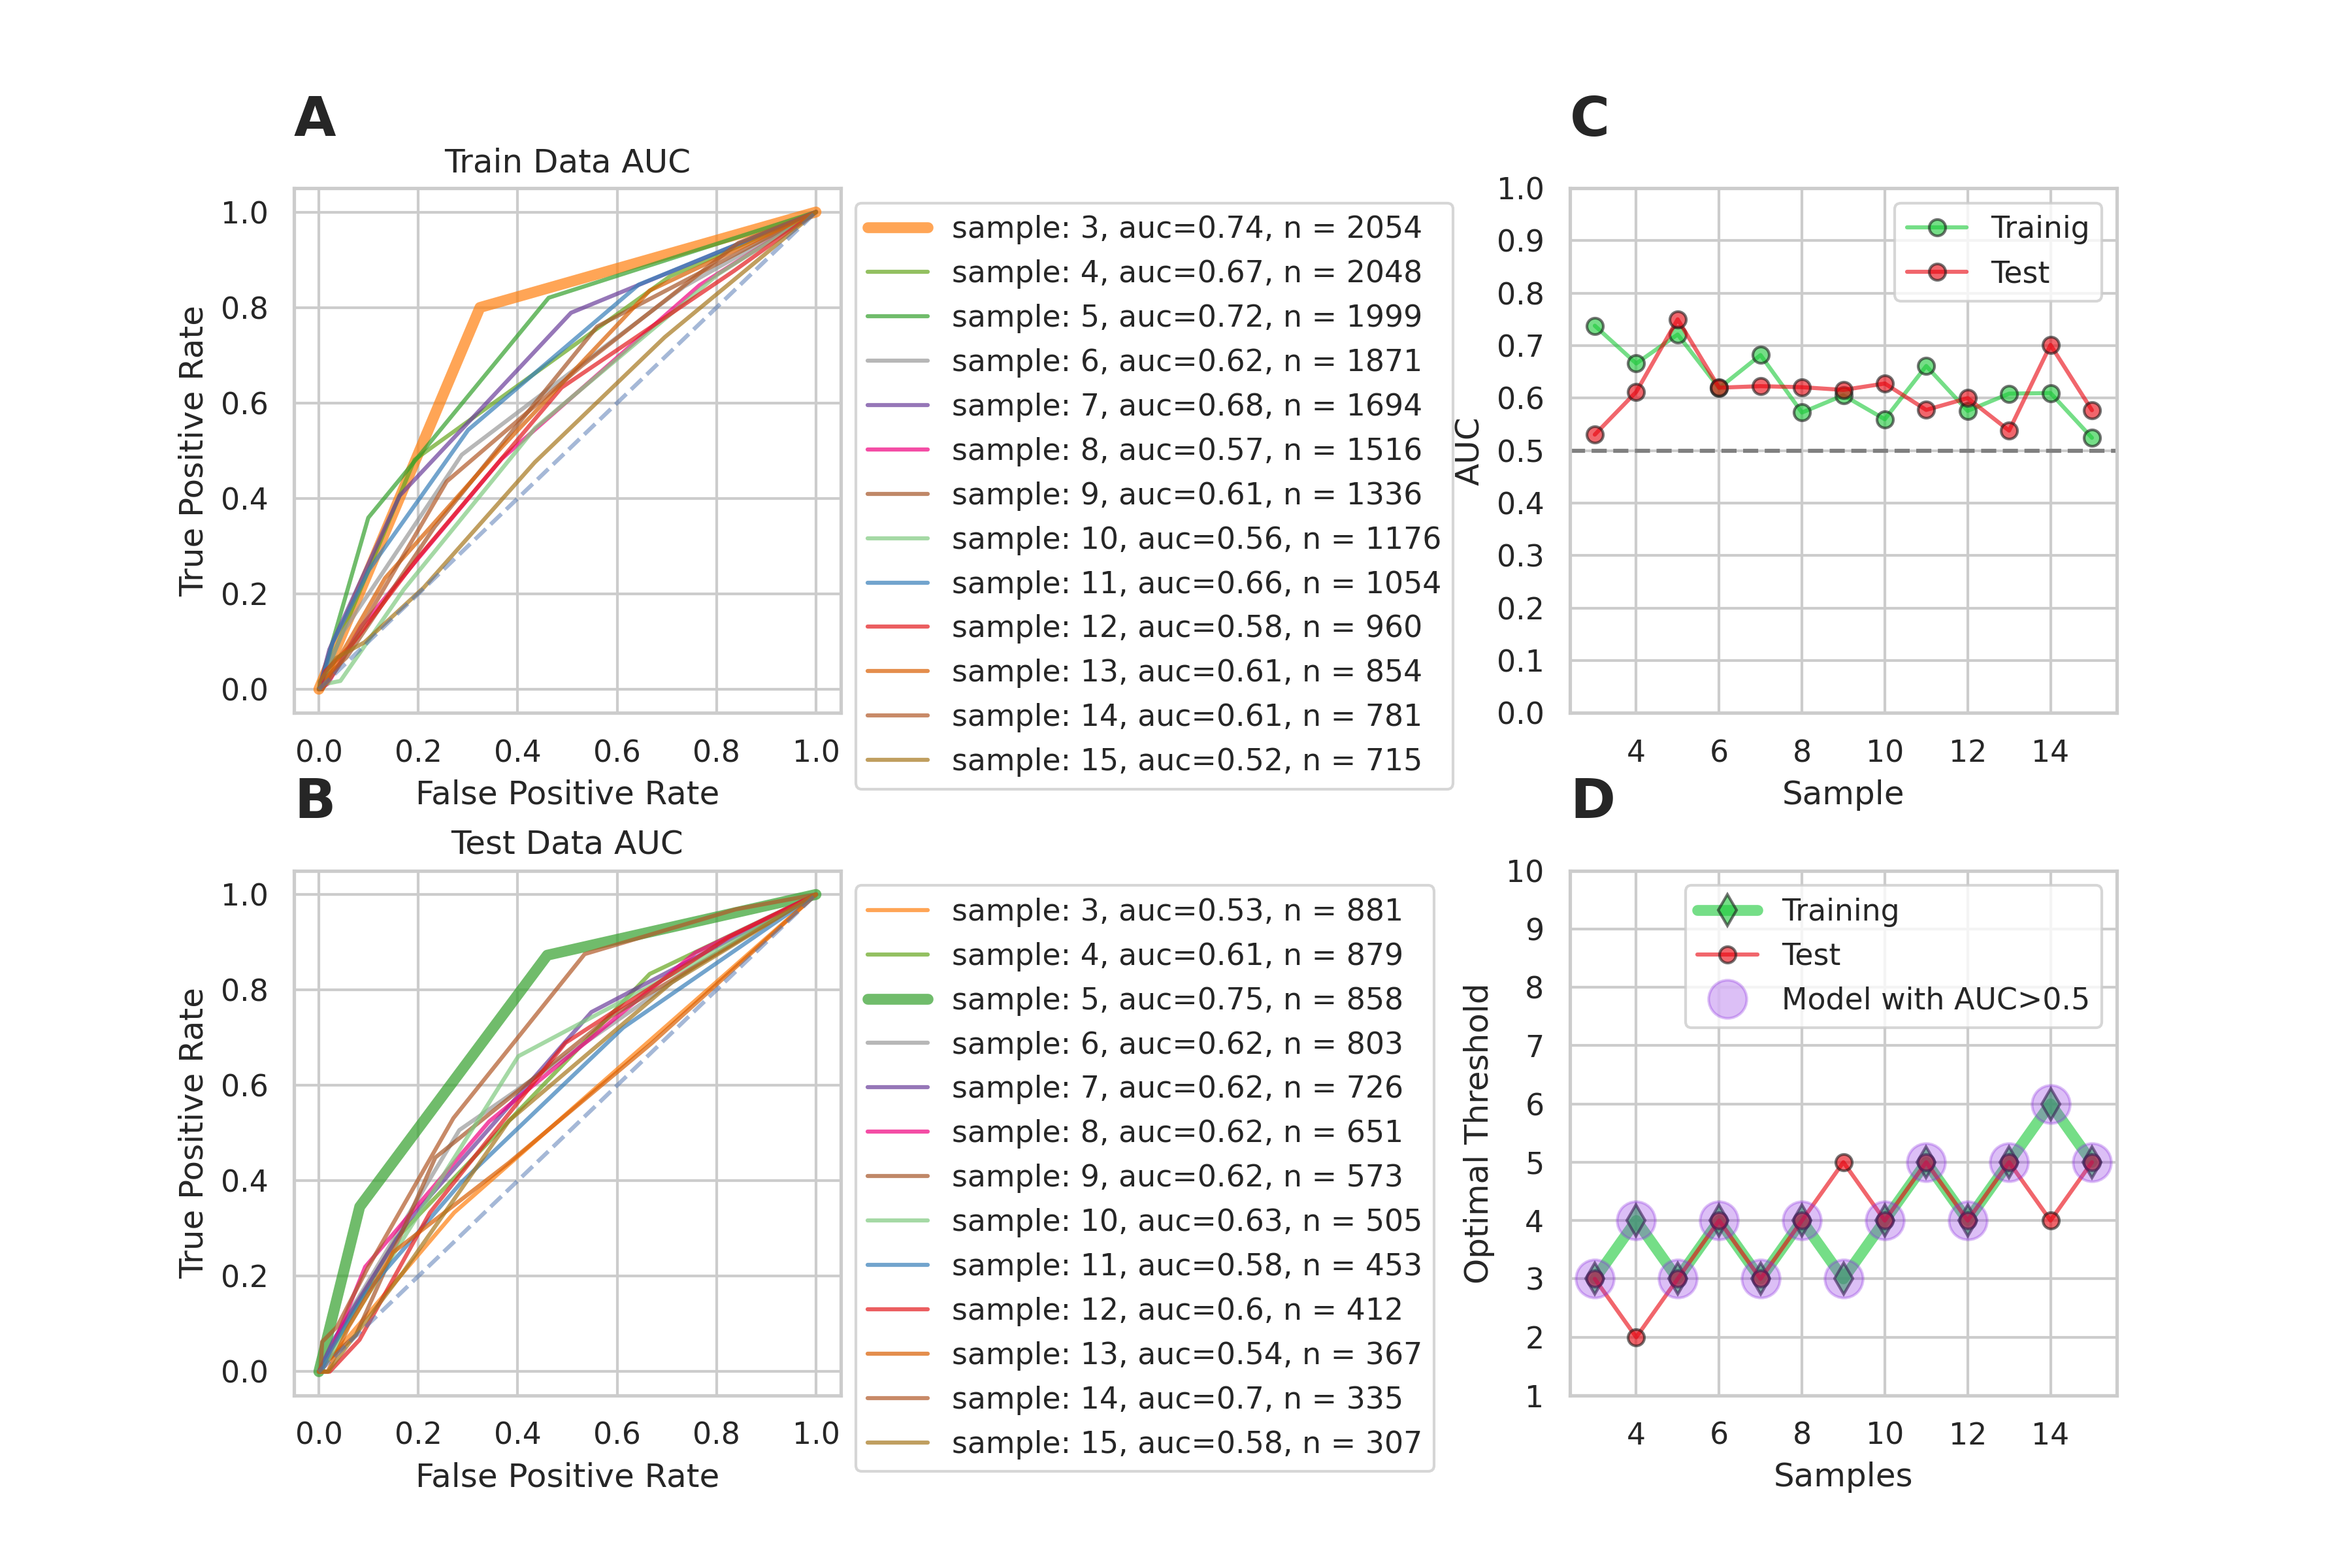 A
Train Data AUC
True Positive Rate
1.0
0.8
0.6
0.4
0.2
0.0
0.0 0.2 0.4 0.6 0.8 1.0
False Positive Rate
sample: 3, auc=0.74, n = 2054
sample: 4, auc=0.67, n = 2048
sample: 5, auc=0.72, n = 1999
sample: 6, auc=0.62, n = 1871
sample: 7, auc=0.68, n = 1694
sample: 8, auc=0.57, n = 1516
sample: 9, auc=0.61, n = 1336
sample: 10, auc=0.56, n = 1176
sample: 11, auc=0.66, n = 1054
sample: 12, auc=0.58, n = 960
sample: 13, auc=0.61, n = 854
sample: 14, auc=0.61, n = 781
sample: 15, auc=0.52, n = 715
C
AUC
1.0
0.9
0.8
0.7
0.6
0.5
0.4
0.3
0.2
0.1
0.0
Trainig
Test
4 6 8 10 12 14
Sample
B
Test Data AUC
True Positive Rate
1.0
0.8
0.6
0.4
0.2
0.0
0.0 0.2 0.4 0.6 0.8 1.0
False Positive Rate
sample: 3, auc=0.53, n = 881
sample: 4, auc=0.61, n = 879
sample: 5, auc=0.75, n = 858
sample: 6, auc=0.62, n = 803
sample: 7, auc=0.62, n = 726
sample: 8, auc=0.62, n = 651
sample: 9, auc=0.62, n = 573
sample: 10, auc=0.63, n = 505
sample: 11, auc=0.58, n = 453
sample: 12, auc=0.6, n = 412
sample: 13, auc=0.54, n = 367
sample: 14, auc=0.7, n = 335
sample: 15, auc=0.58, n = 307
D
Optimal Threshold
10
9
8
7
6
5
4
3
2
1
Training
Test
Model with AUC>0.5
4 6 8 10 12 14
Samples